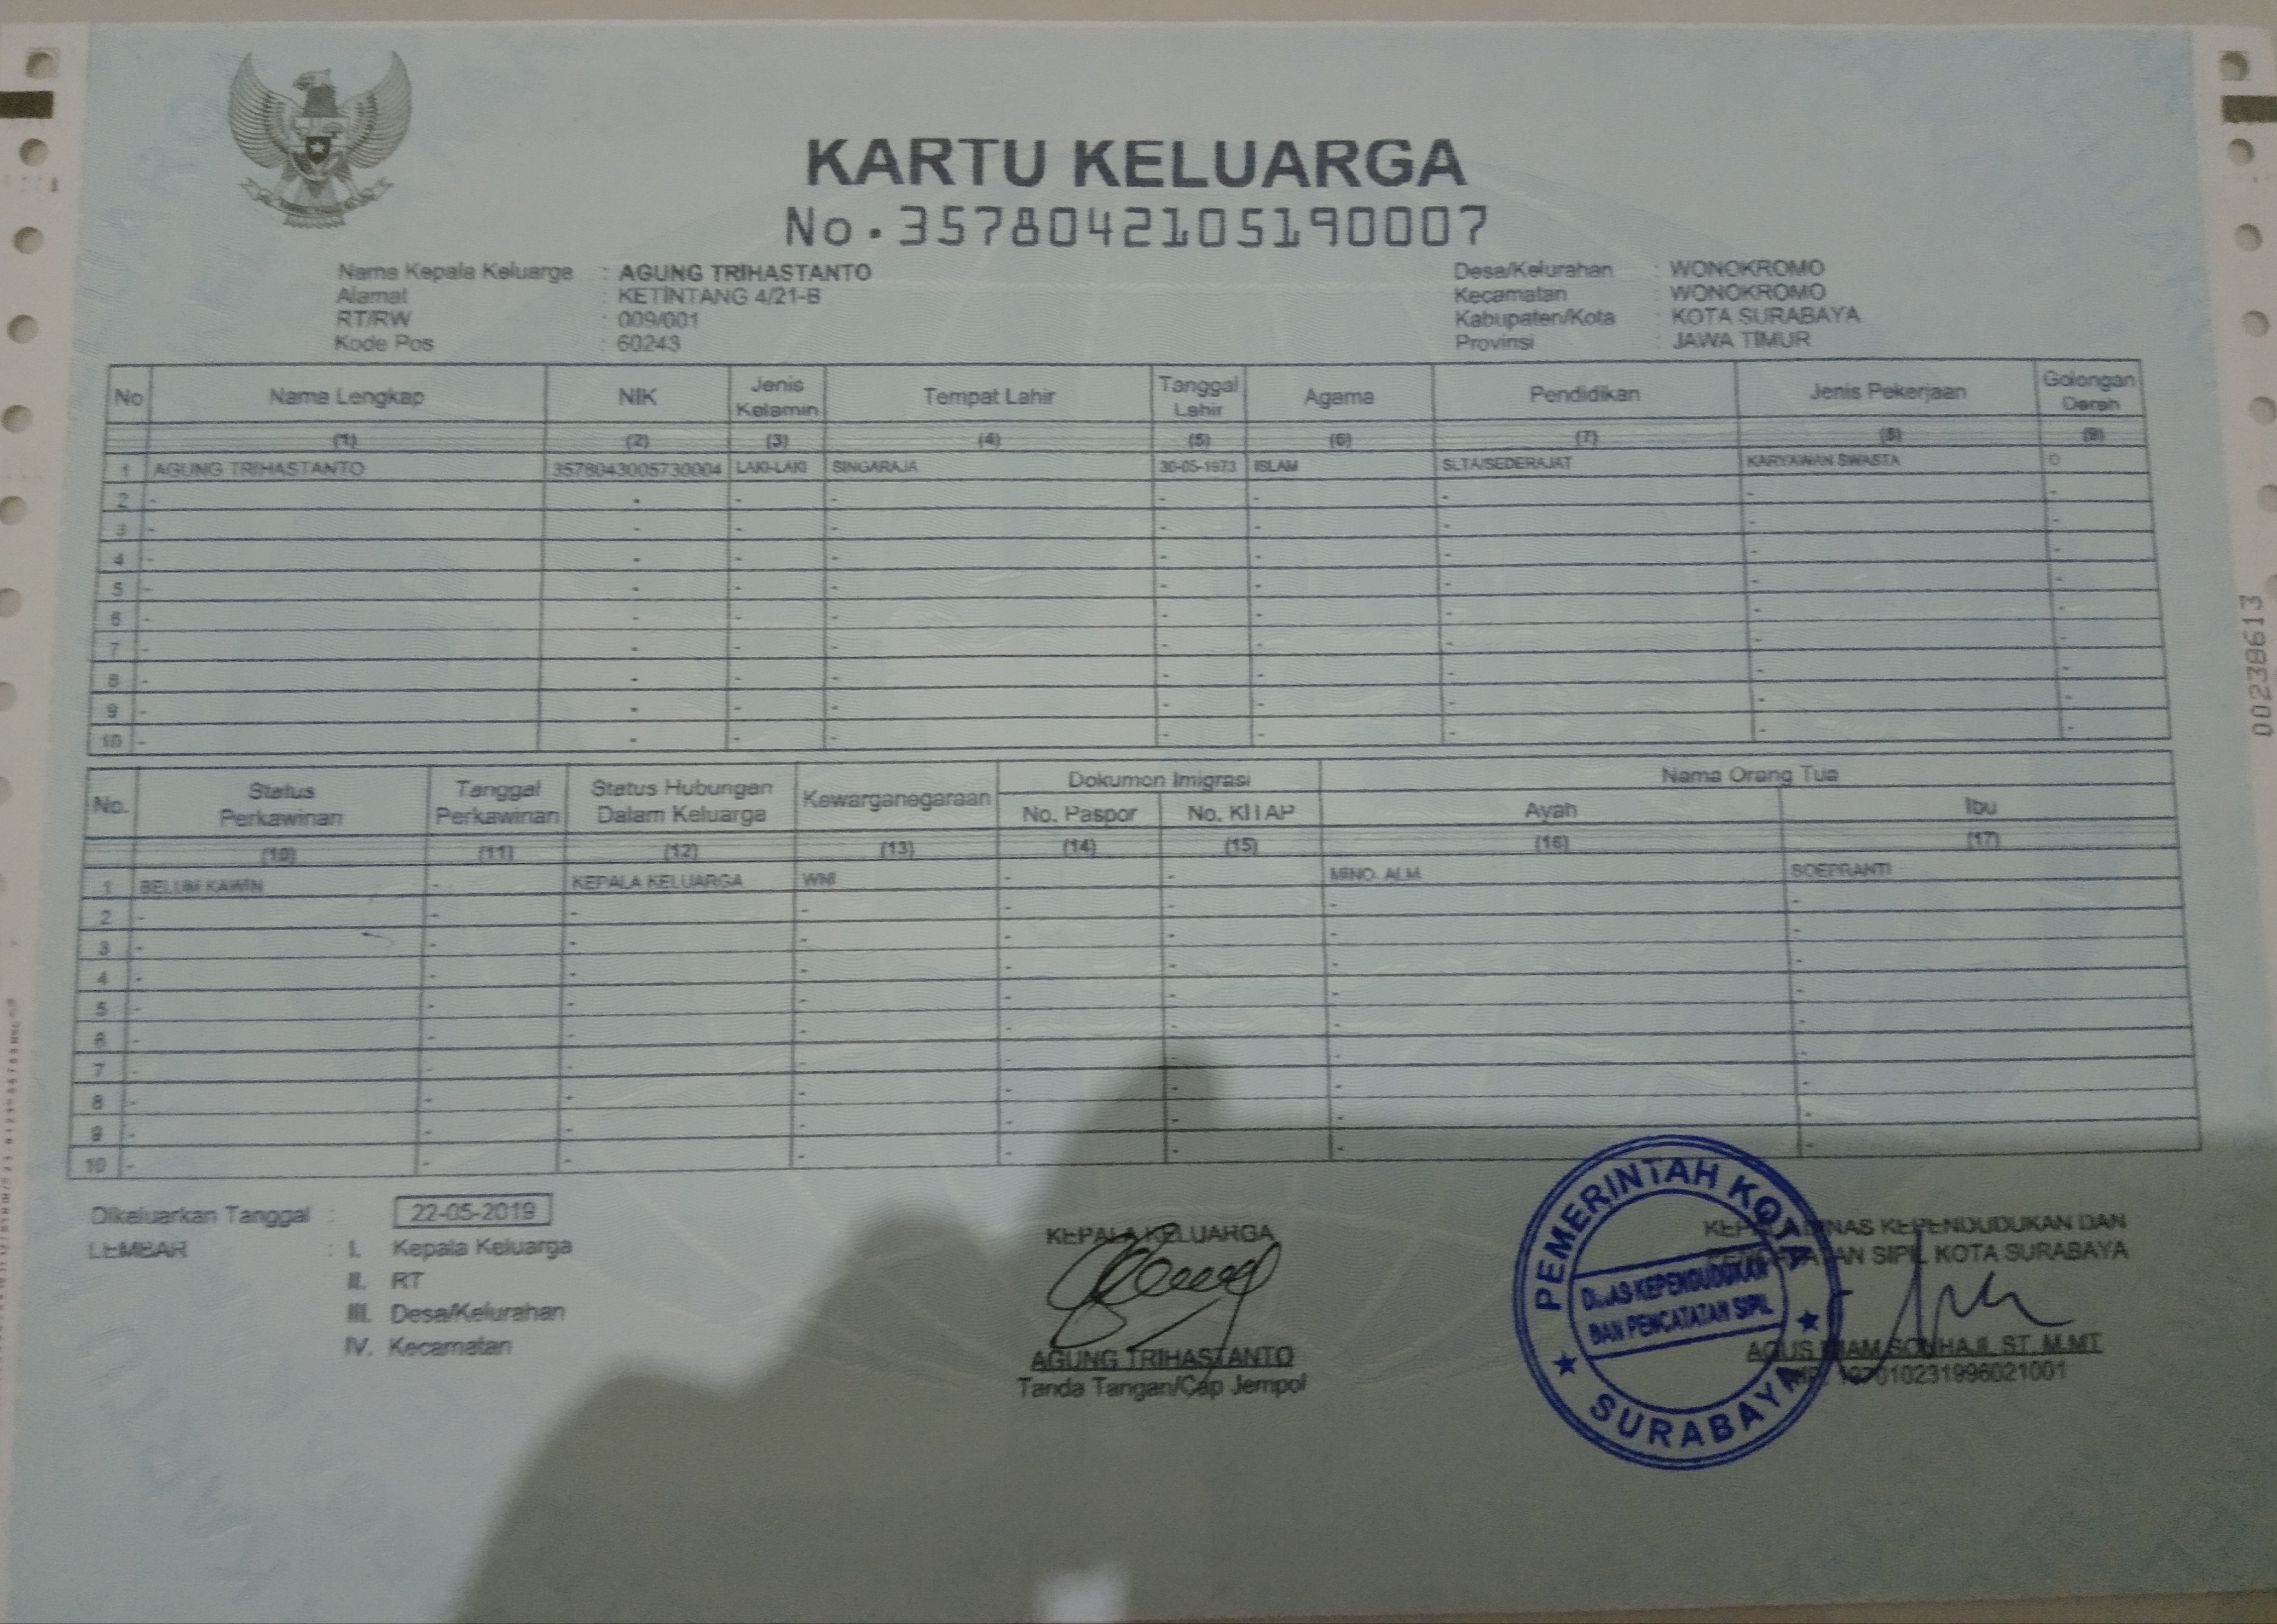 KARTU KELUARGA
No. 3578042105190007
Nama Kepala Keluarga : AGUNG TRIHASTANTO
Alamat : KETINTANG 4/21-B
RT/RW : 009/001
Kode Pos : 60243
Desa/Kelurahan : WONOKROMO
Kecamatan : WONOKROMO
Kabupaten/Kota : KOTA SURABAYA
Provinsi : JAWA TIMUR
No Nama Lengkap NIK Jenis Kelamin Tempat Lahir Tanggal Lahir Agama Pendidikan Jenis Pekerjaan Golongan Darah
(1) (2) (3) (4) (5) (6) (7) (8) (9)
1 AGUNG TRIHASTANTO 3578043005730004 LAKI-LAKI SINGARAJA 30-05-1973 ISLAM SLTA/SEDERAJAT KARYAWAN SWASTA O
2 - - - - - - - - -
3 - - - - - - - - -
4 - - - - - - - - -
5 - - - - - - - - -
6 - - - - - - - - -
7 - - - - - - - - -
8 - - - - - - - - -
9 - - - - - - - - -
10 - - - - - - - - -
No. Status Perkawinan Tanggal Perkawinan Status Hubungan Dalam Keluarga Kewarganegaraan Dokumen Imigrasi Nama Orang Tua
No. Paspor No. KITAP Ayah Ibu
(10) (11) (12) (13) (14) (15) (16) (17)
1 BELUM KAWIN - KEPALA KELUARGA WNI - - MINO. ALM. SOEPRANTI
2 - - - - - - - -
3 - - - - - - - -
4 - - - - - - - -
5 - - - - - - - -
6 - - - - - - - -
7 - - - - - - - -
8 - - - - - - - -
9 - - - - - - - -
10 - - - - - - - -
Dikeluarkan Tanggal : 22-05-2019
LEMBAR : I. Kepala Keluarga
II. RT
III. Desa/Kelurahan
IV. Kecamatan
KEPALA KELUARGA
AGUNG TRIHASTANTO
Tanda Tangan/Cap Jempol
KEPALA DINAS KEPENDUDUKAN DAN
PENCATATAN SIPIL KOTA SURABAYA
AGUS IMAM SONHAJI, ST, M.MT
197010231996021001
PEMERINTAH KOTA
DINAS KEPENDUDUKAN
DAN PENCATATAN SIPIL
SURABAYA
00238613